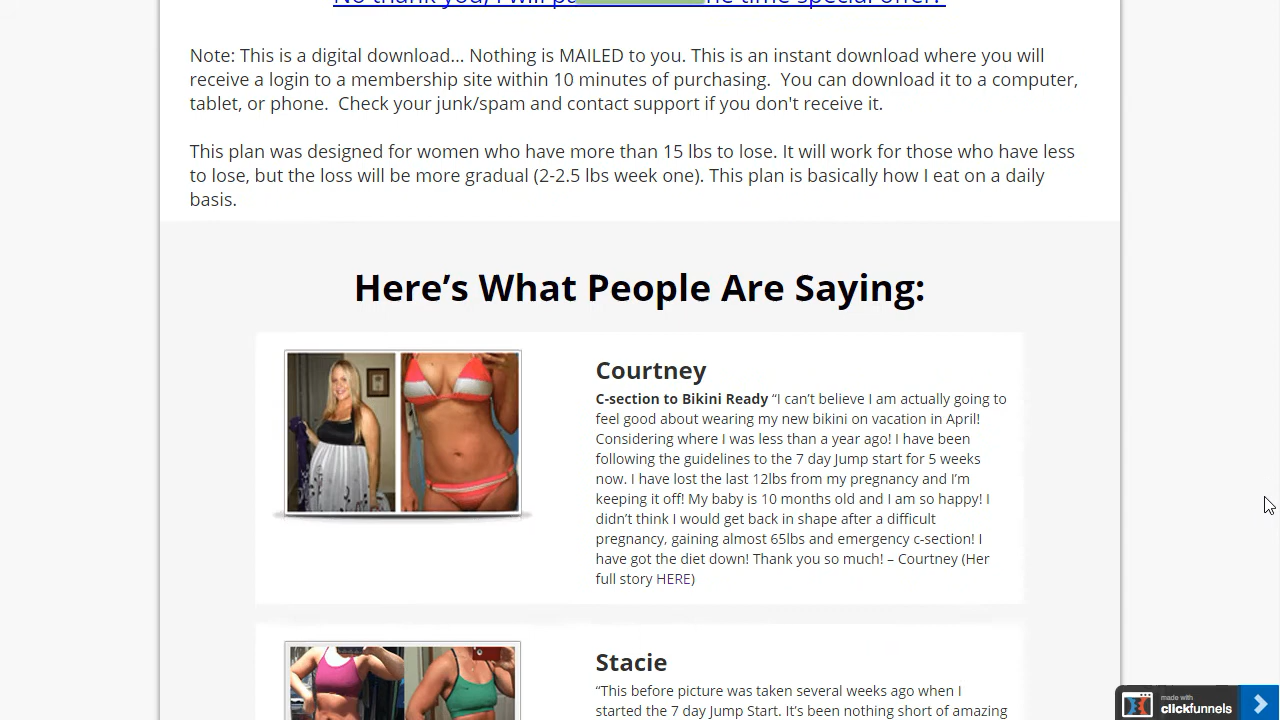 No thank you, I will pa
Note: This is a digital download... Nothing is MAILED to you. This is an instant download where you will
receive a login to a membership site within 10 minutes of purchasing.  You can download it to a computer,
tablet, or phone.  Check your junk/spam and contact support if you don't receive it.
This plan was designed for women who have more than 15 lbs to lose. It will work for those who have less
to lose, but the loss will be more gradual (2-2.5 lbs week one). This plan is basically how I eat on a daily
basis.
Here’s What People Are Saying:
Courtney
C-section to Bikini Ready “I can’t believe I am actually going to
feel good about wearing my new bikini on vacation in April!
Considering where I was less than a year ago! I have been
following the guidelines to the 7 day Jump start for 5 weeks
now. I have lost the last 12lbs from my pregnancy and I’m
keeping it off! My baby is 10 months old and I am so happy! I
didn’t think I would get back in shape after a difficult
pregnancy, gaining almost 65lbs and emergency c-section! I
have got the diet down! Thank you so much! – Courtney (Her
full story HERE)
Stacie
“This before picture was taken several weeks ago when I
started the 7 day Jump Start. It’s been nothing short of amazing
made with
clickfunnels